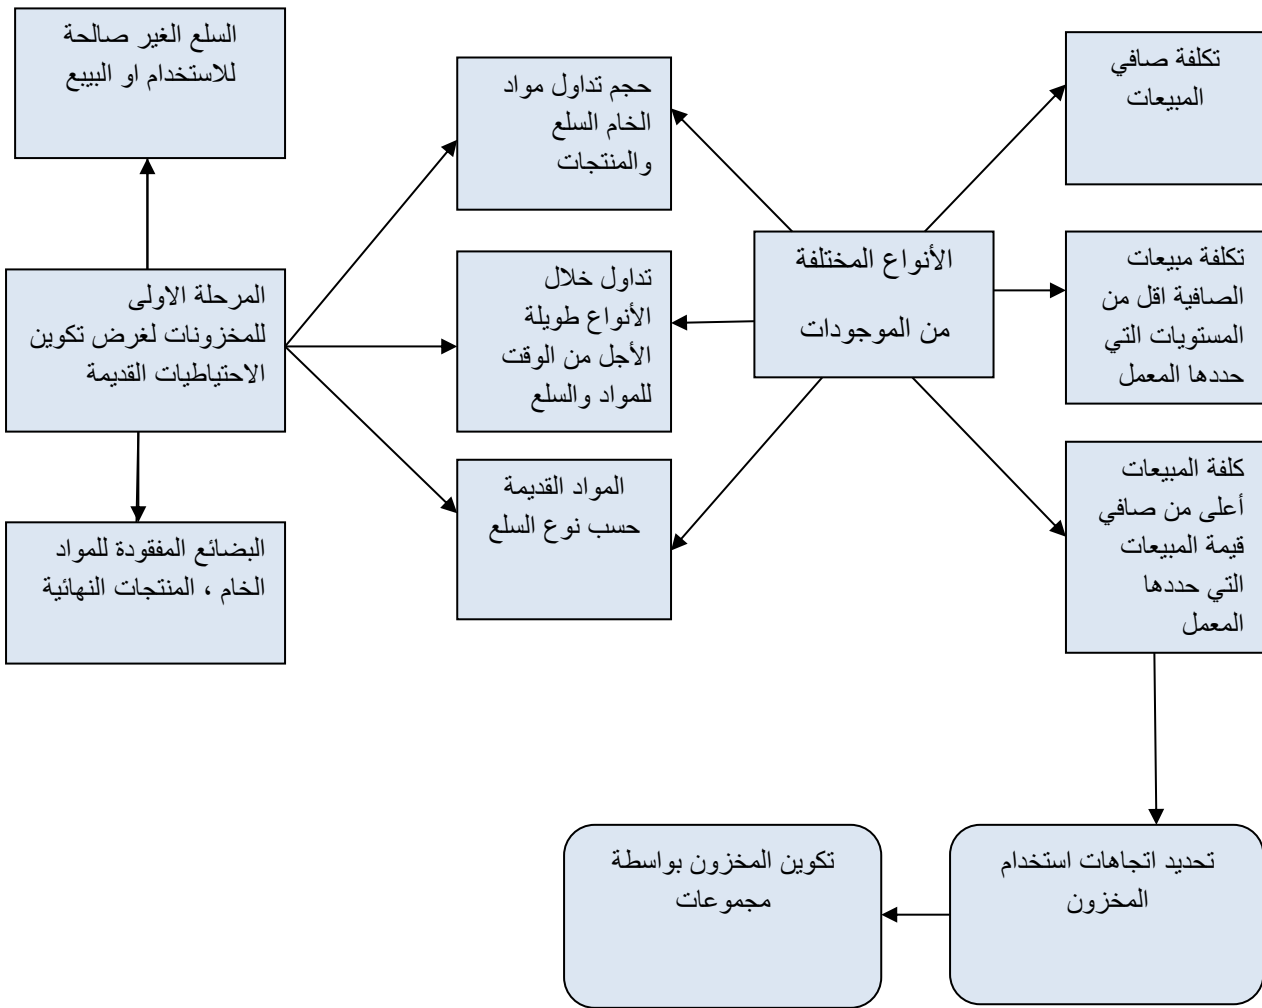 السلع الغير صالحة
للاستخدام او البيبع
حجم تداول مواد
الخام السلع
والمنتجات
تكلفة صافي
المبيعات
الأنواع المختلفة
من الموجودات
تكلفة مبيعات
الصافية اقل من
المستويات التي
حددها المعمل
تداول خلال
الأنواع طويلة
الأجل من الوقت
للمواد والسلع
المرحلة الاولى
للمخزونات لغرض تكوين
الاحتياطيات القديمة
كلفة المبيعات
أعلى من صافي
قيمة المبيعات
التي حددها
المعمل
المواد القديمة
حسب نوع السلع
البضائع المفقودة للمواد
الخام ، المنتجات النهائية
تحديد اتجاهات استخدام
المخزون
تكوين المخزون بواسطة
مجموعات